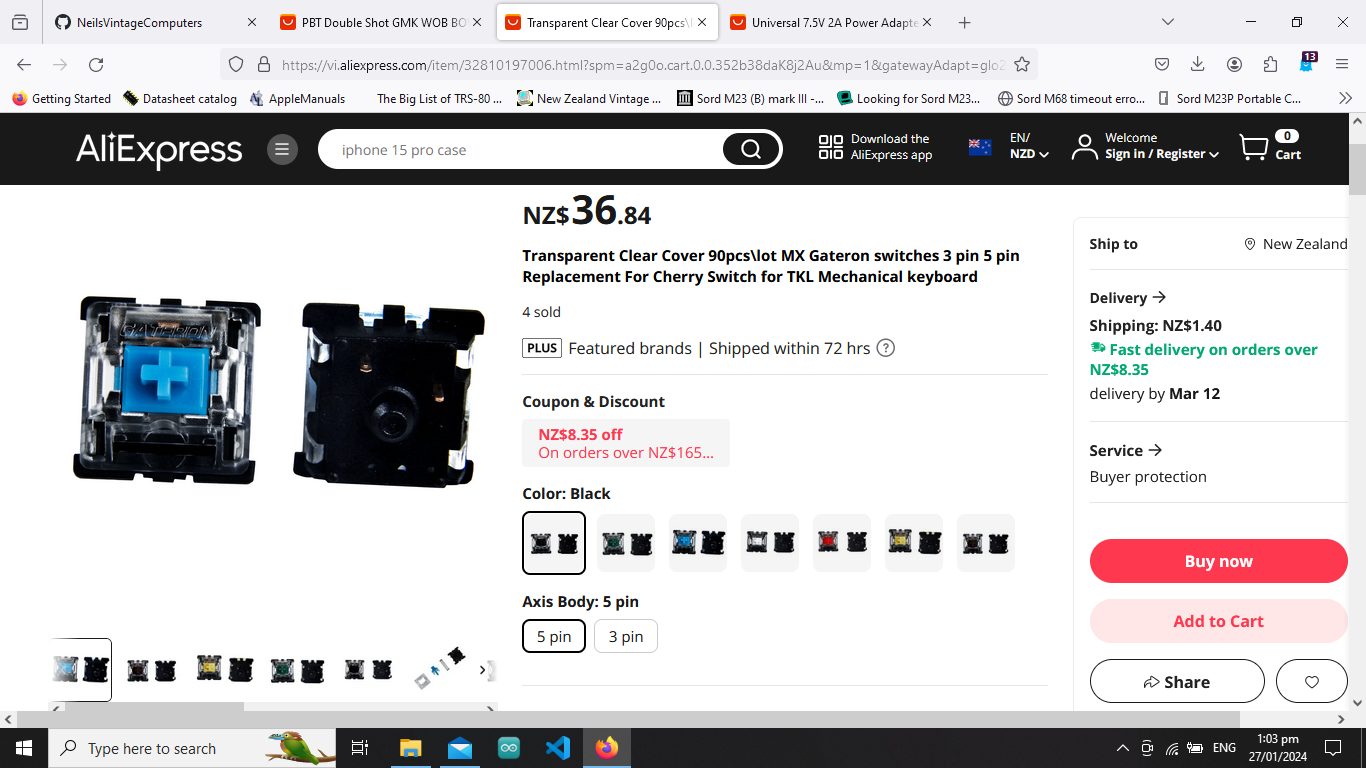 NeilsVintageComputers
PBT Double Shot GMK WOB BO
Transparent Clear Cover 90pcs\l
Universal 7.5V 2A Power Adapte
https://vi.aliexpress.com/item/32810197006.html?spm=a2g0o.cart.0.0.352b38daK8j2Au&mp=1&gatewayAdapt=glo2
13
Getting Started
Datasheet catalog
AppleManuals
The Big List of TRS-80 ...
New Zealand Vintage ...
Sord M23 (B) mark III -...
Looking for Sord M23...
Sord M68 timeout erro...
Sord M23P Portable C...
AliExpress
iphone 15 pro case
Download the
AliExpress app
EN/
NZD
Welcome
Sign in / Register
0
Cart
NZ$36.84
Transparent Clear Cover 90pcs\lot MX Gateron switches 3 pin 5 pin
Replacement For Cherry Switch for TKL Mechanical keyboard
4 sold
PLUS Featured brands | Shipped within 72 hrs ?
Coupon & Discount
NZ$8.35 off
On orders over NZ$165...
Color: Black
Axis Body: 5 pin
5 pin
3 pin
GATERON
Ship to
New Zealand
Delivery
Shipping: NZ$1.40
Fast delivery on orders over
NZ$8.35
delivery by Mar 12
Service
Buyer protection
Buy now
Add to Cart
Share
Type here to search
ENG
1:03 pm
27/01/2024